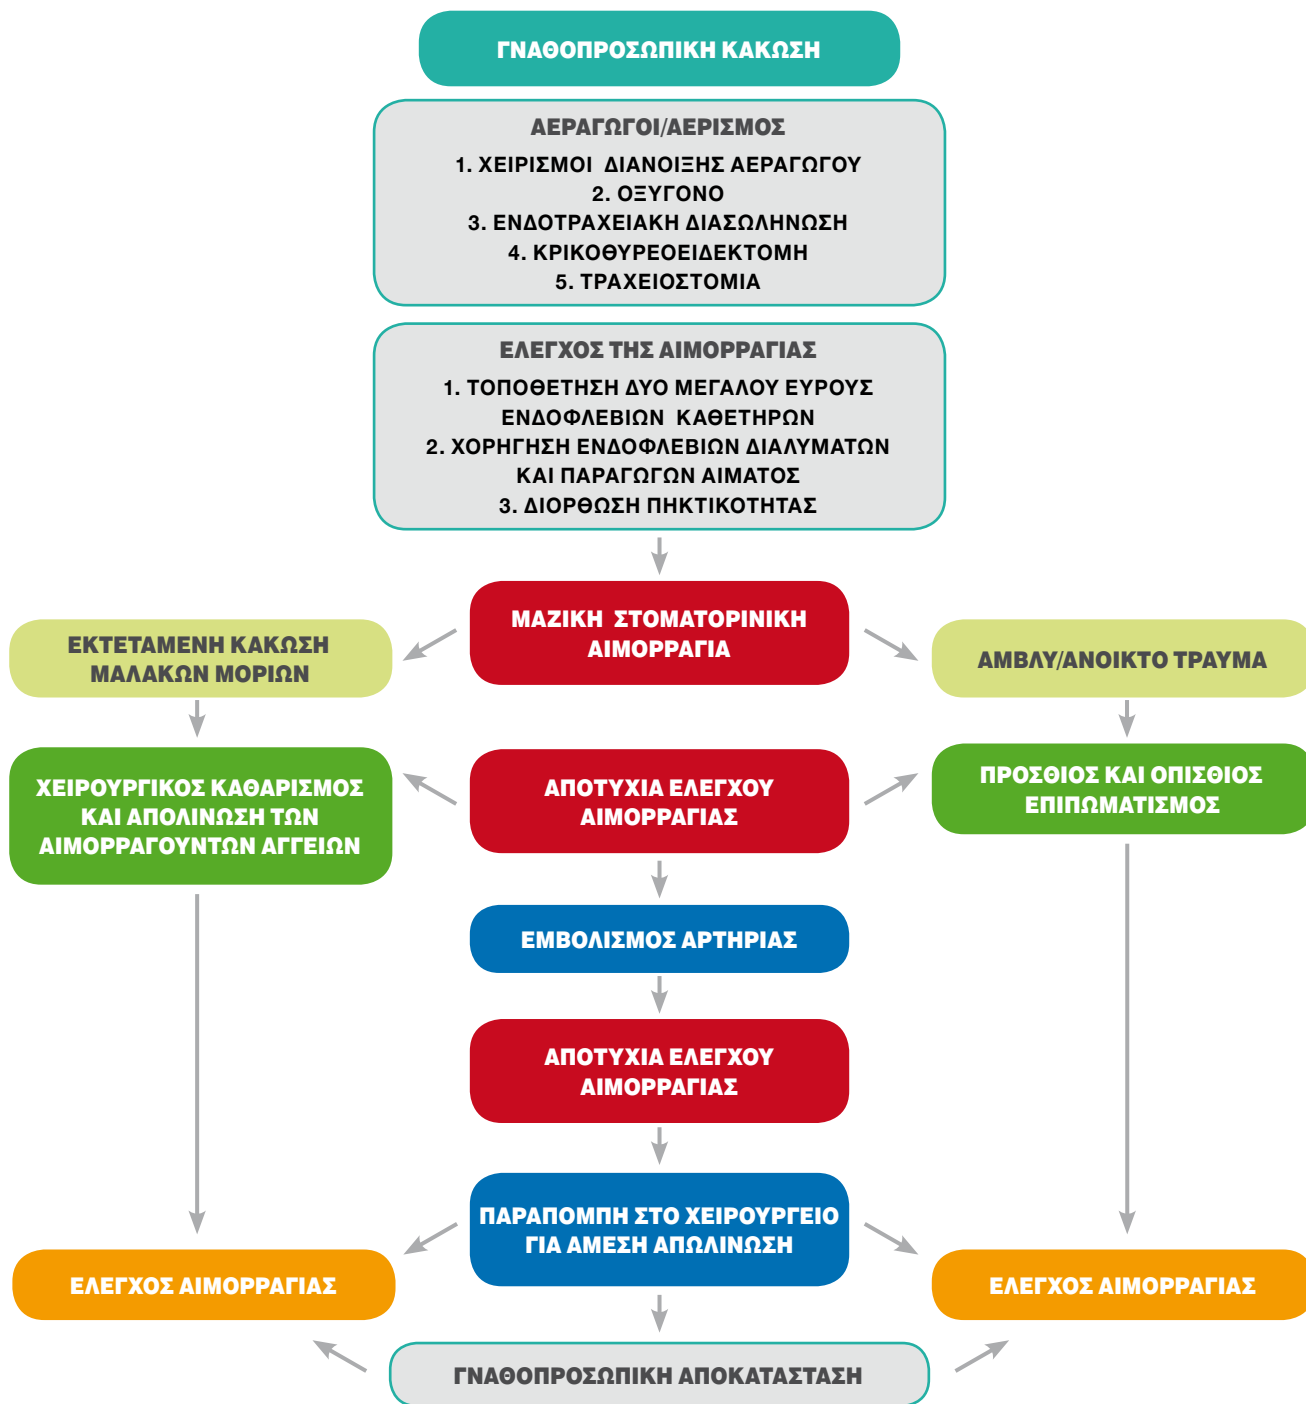 ΓΝΑΘΟΠΡΟΣΩΠΙΚΗ ΚΑΚΩΣΗ
ΑΕΡΑΓΩΓΟΙ/ΑΕΡΙΣΜΟΣ
1. ΧΕΙΡΙΣΜΟΙ ΔΙΑΝΟΙΞΗΣ ΑΕΡΑΓΩΓΟΥ
2. ΟΞΥΓΟΝΟ
3. ΕΝΔΟΤΡΑΧΕΙΑΚΗ ΔΙΑΣΩΛΗΝΩΣΗ
4. ΚΡΙΚΟΘΥΡΕΟΕΙΔΕΚΤΟΜΗ
5. ΤΡΑΧΕΙΟΣΤΟΜΙΑ
ΕΛΕΓΧΟΣ ΤΗΣ ΑΙΜΟΡΡΑΓΙΑΣ
1. ΤΟΠΟΘΕΤΗΣΗ ΔΥΟ ΜΕΓΑΛΟΥ ΕΥΡΟΥΣ
ΕΝΔΟΦΛΕΒΙΩΝ ΚΑΘΕΤΗΡΩΝ
2. ΧΟΡΗΓΗΣΗ ΕΝΔΟΦΛΕΒΙΩΝ ΔΙΑΛΥΜΑΤΩΝ
ΚΑΙ ΠΑΡΑΓΩΓΩΝ ΑΙΜΑΤΟΣ
3. ΔΙΟΡΘΩΣΗ ΠΗΚΤΙΚΟΤΗΤΑΣ
ΜΑΖΙΚΗ ΣΤΟΜΑΤΟΡΙΝΙΚΗ
ΑΙΜΟΡΡΑΓΙΑ
ΕΚΤΕΤΑΜΕΝΗ ΚΑΚΩΣΗ
ΜΑΛΑΚΩΝ ΜΟΡΙΩΝ
ΑΜΒΛΥ/ΑΝΟΙΚΤΟ ΤΡΑΥΜΑ
ΧΕΙΡΟΥΡΓΙΚΟΣ ΚΑΘΑΡΙΣΜΟΣ
ΚΑΙ ΑΠΟΛΙΝΩΣΗ ΤΩΝ
ΑΙΜΟΡΡΑΓΟΥΝΤΩΝ ΑΓΓΕΙΩΝ
ΑΠΟΤΥΧΙΑ ΕΛΕΓΧΟΥ
ΑΙΜΟΡΡΑΓΙΑΣ
ΠΡΟΣΘΙΟΣ ΚΑΙ ΟΠΙΣΘΙΟΣ
ΕΠΙΠΩΜΑΤΙΣΜΟΣ
ΕΜΒΟΛΙΣΜΟΣ ΑΡΤΗΡΙΑΣ
ΑΠΟΤΥΧΙΑ ΕΛΕΓΧΟΥ
ΑΙΜΟΡΡΑΓΙΑΣ
ΠΑΡΑΠΟΜΠΗ ΣΤΟ ΧΕΙΡΟΥΡΓΕΙΟ
ΓΙΑ ΑΜΕΣΗ ΑΠΩΛΙΝΩΣΗ
ΕΛΕΓΧΟΣ ΑΙΜΟΡΡΑΓΙΑΣ
ΕΛΕΓΧΟΣ ΑΙΜΟΡΡΑΓΙΑΣ
ΓΝΑΘΟΠΡΟΣΩΠΙΚΗ ΑΠΟΚΑΤΑΣΤΑΣΗ